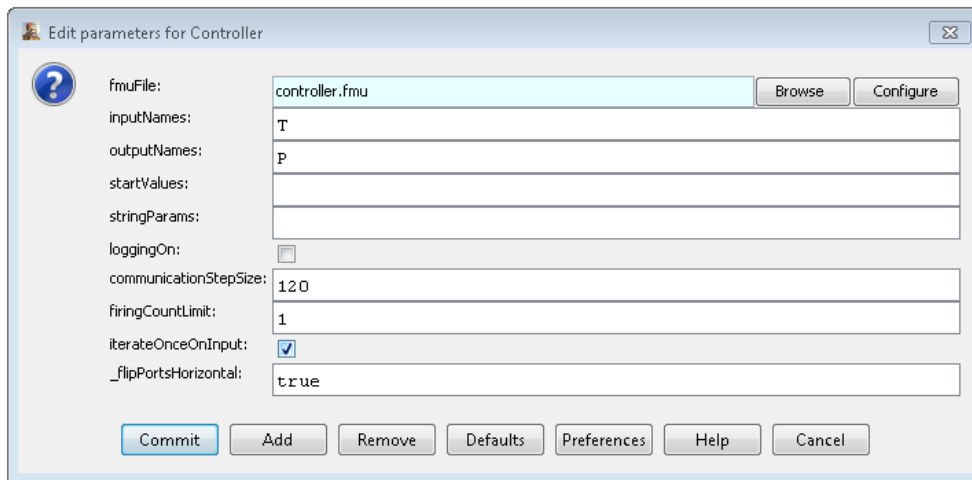 Edit parameters for Controller
fmuFile: controller.fmu Browse Configure
inputNames: T
outputNames: P
startValues:
stringParams:
loggingOn:
communicationStepSize: 120
firingCountLimit: 1
iterateOnceOnInput:
_flipPortsHorizontal: true
Commit Add Remove Defaults Preferences Help Cancel